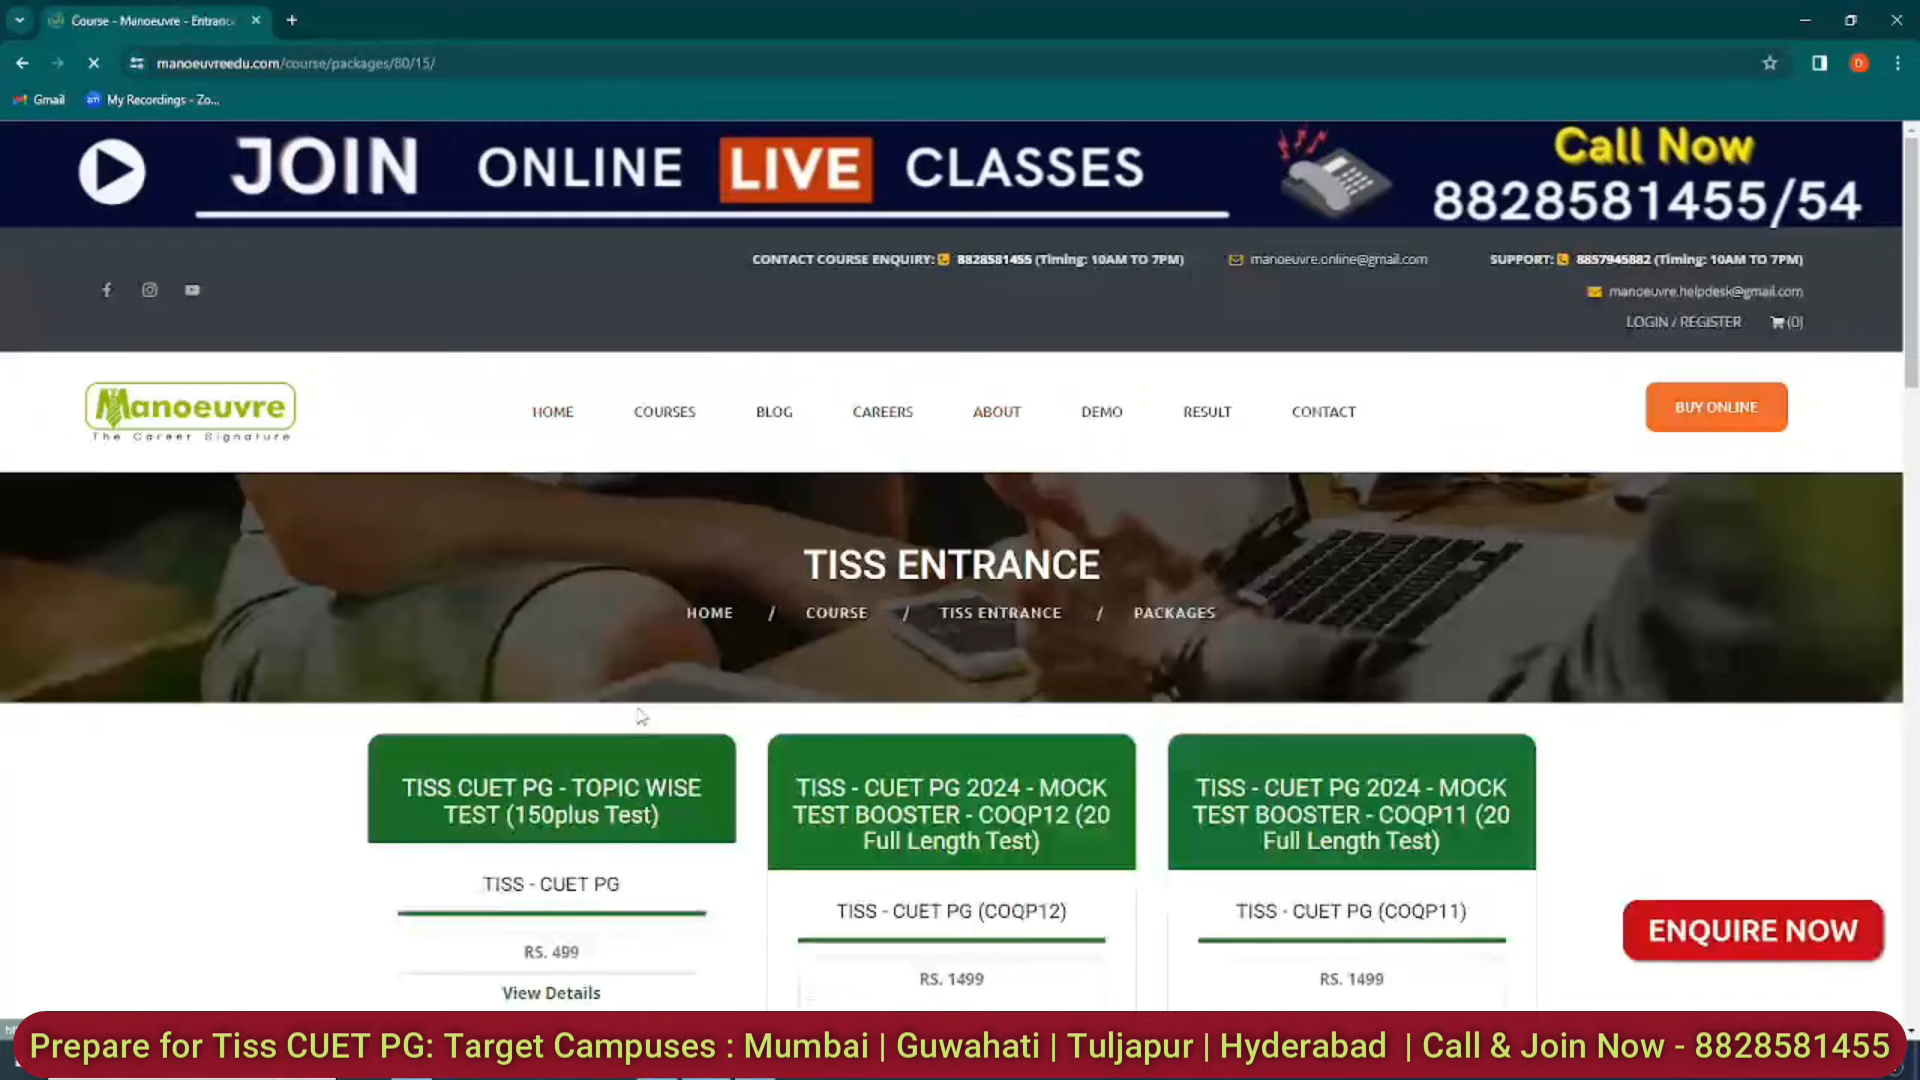 Course - Manoeuvre - Entranc
manoeuvreedu.com/course/packages/80/15/
D
Gmail
zm My Recordings - Zo...
JOIN ONLINE LIVE CLASSES
Call Now
8828581455/54
CONTACT COURSE ENQUIRY: 8828581455 (Timing: 10AM TO 7PM)
manoeuvre.online@gmail.com
SUPPORT: 8857945882 (Timing: 10AM TO 7PM)
manoeuvre.helpdesk@gmail.com
LOGIN / REGISTER (0)
Manoeuvre
The Career Signature
HOME COURSES BLOG CAREERS ABOUT DEMO RESULT CONTACT
BUY ONLINE
TISS ENTRANCE
HOME / COURSE / TISS ENTRANCE / PACKAGES
TISS CUET PG - TOPIC WISE
TEST (150plus Test)
TISS - CUET PG
RS. 499
View Details
TISS - CUET PG 2024 - MOCK
TEST BOOSTER - COQP12 (20
Full Length Test)
TISS - CUET PG (COQP12)
RS. 1499
TISS - CUET PG 2024 - MOCK
TEST BOOSTER - COQP11 (20
Full Length Test)
TISS - CUET PG (COQP11)
RS. 1499
ENQUIRE NOW
Prepare for Tiss CUET PG: Target Campuses : Mumbai | Guwahati | Tuljapur | Hyderabad | Call & Join Now - 8828581455